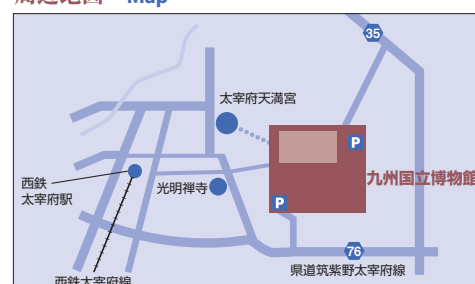 周辺地図 Map
35
太宰府天満宮
P
九州国立博物館
西鉄
太宰府駅
光明禅寺
P
76
県道筑紫野太宰府線
西鉄太宰府線